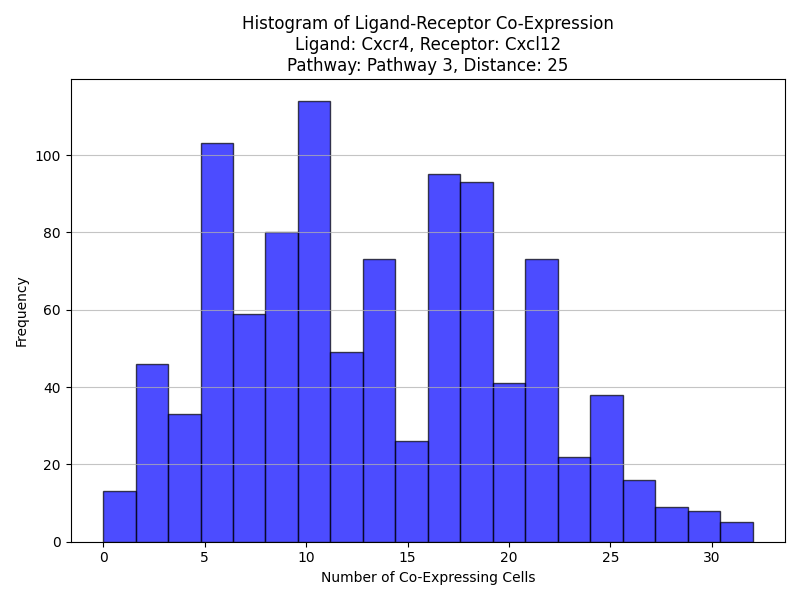 Histogram of Ligand-Receptor Co-Expression
Ligand: Cxcr4, Receptor: Cxcl12
Pathway: Pathway 3, Distance: 25
Frequency
100
80
60
40
20
0
0 5 10 15 20 25 30
Number of Co-Expressing Cells